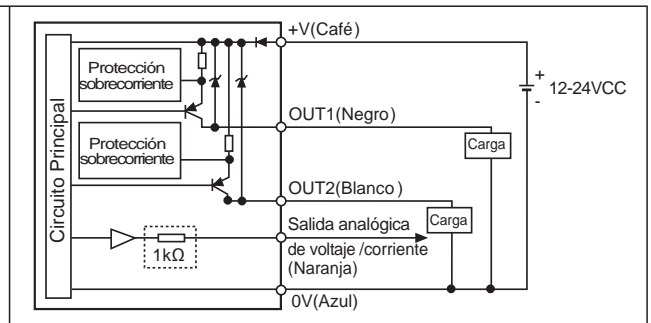 Circuito Principal
Protección
sobrecorriente
Protección
sobrecorriente
1kΩ
+V(Café)
+
-
12-24VCC
OUT1(Negro)
Carga
OUT2(Blanco)
Carga
Salida analógica
de voltaje /corriente
(Naranja)
0V(Azul)